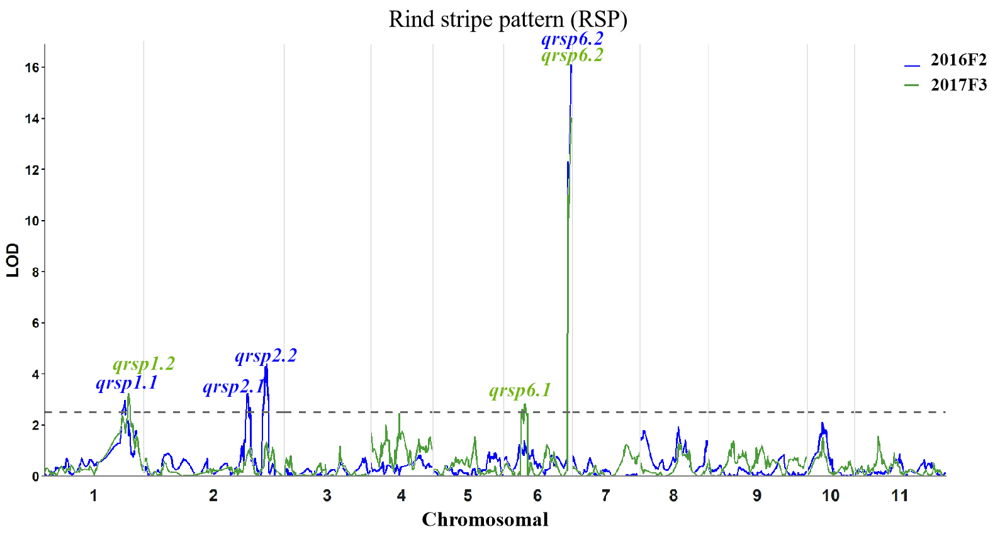 Rind stripe pattern (RSP)
qrsp6.2
qrsp6.2
2016F2
2017F3
16
14
12
10
8
6
4
2
0
LOD
qrsp1.2
qrsp1.1
qrsp2.2
qrsp2.1
qrsp6.1
1 2 3 4 5 6 7 8 9 10 11
Chromosomal